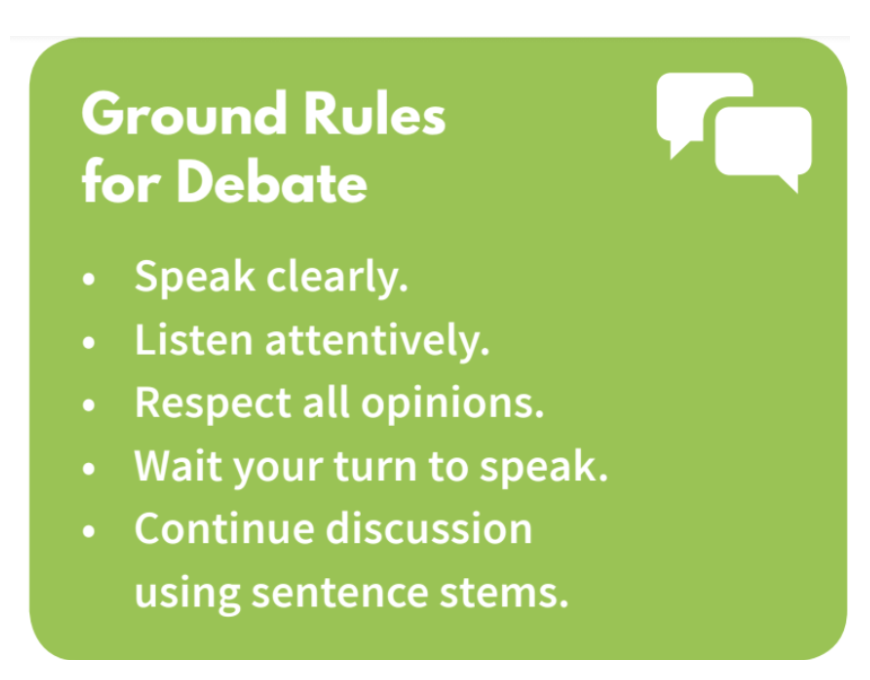 Ground Rules
for Debate
• Speak clearly.
• Listen attentively.
• Respect all opinions.
• Wait your turn to speak.
• Continue discussion
using sentence stems.